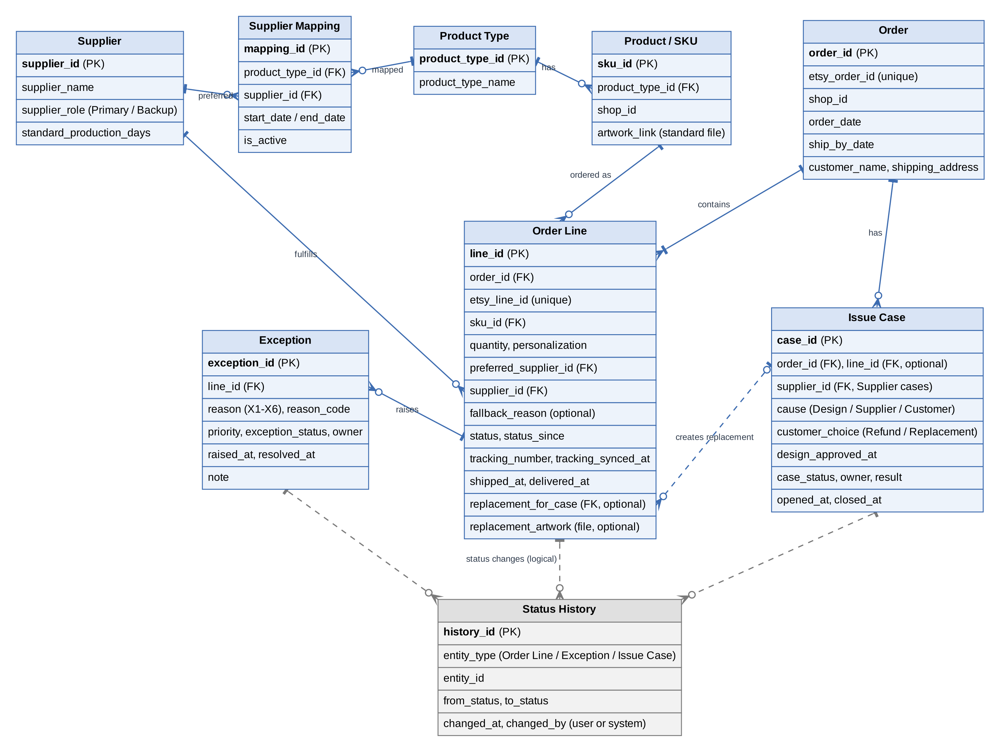 Supplier
supplier_id (PK)
supplier_name
supplier_role (Primary / Backup)
standard_production_days
preferred
Supplier Mapping
mapping_id (PK)
product_type_id (FK)
supplier_id (FK)
start_date / end_date
is_active
mapped
Product Type
product_type_id (PK)
product_type_name
has
Product / SKU
sku_id (PK)
product_type_id (FK)
shop_id
artwork_link (standard file)
Order
order_id (PK)
etsy_order_id (unique)
shop_id
order_date
ship_by_date
customer_name, shipping_address
ordered as
contains
has
fulfills
Order Line
line_id (PK)
order_id (FK)
etsy_line_id (unique)
sku_id (FK)
quantity, personalization
preferred_supplier_id (FK)
supplier_id (FK)
fallback_reason (optional)
status, status_since
tracking_number, tracking_synced_at
shipped_at, delivered_at
replacement_for_case (FK, optional)
replacement_artwork (file, optional)
Exception
exception_id (PK)
line_id (FK)
reason (X1-X6), reason_code
priority, exception_status, owner
raised_at, resolved_at
note
raises
creates replacement
Issue Case
case_id (PK)
order_id (FK), line_id (FK, optional)
supplier_id (FK, Supplier cases)
cause (Design / Supplier / Customer)
customer_choice (Refund / Replacement)
design_approved_at
case_status, owner, result
opened_at, closed_at
status changes (logical)
Status History
history_id (PK)
entity_type (Order Line / Exception / Issue Case)
entity_id
from_status, to_status
changed_at, changed_by (user or system)